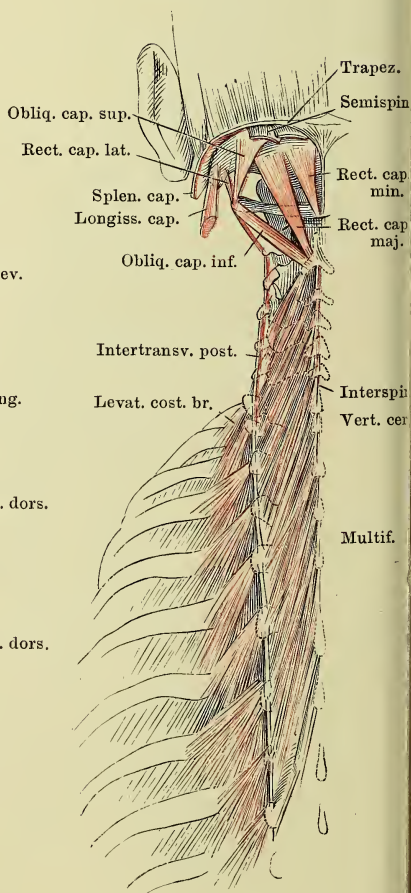 Trapez.
Semispin
Obliq. cap. sup.
Rect. cap. lat.
Rect. cap
min.
Splen. cap.
Longiss. cap.
Rect. cap
maj.
Obliq. cap. inf.
ev.
Intertransv. post.
ng.
Levat. cost. br.
Interspi
Vert. cer
. dors.
Multif.
. dors.